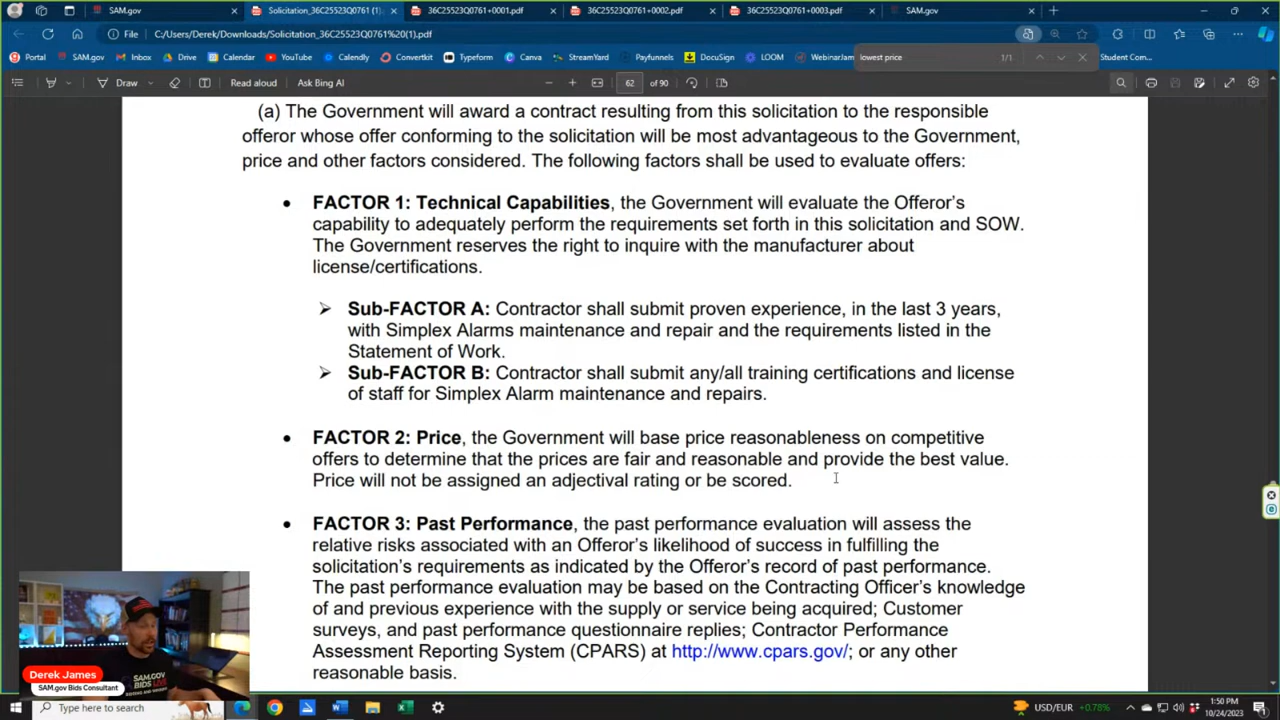 SAM.gov
Solicitation_36C25523Q0761 (1).p
36C25523Q0761+0001.pdf
36C25523Q0761+0002.pdf
36C25523Q0761+0003.pdf
SAM.gov
File
C:/Users/Derek/Downloads/Solicitation_36C25523Q0761%20(1).pdf
Portal
SAM.gov
Inbox
Drive
Calendar
YouTube
Calendly
Convertkit
Typeform
Canva
StreamYard
Payfunnels
DocuSign
LOOM
WebinarJam
lowest price
1/1
Student Com...
Draw
Read aloud
Ask Bing AI
62
of 90
(a) The Government will award a contract resulting from this solicitation to the responsible
offeror whose offer conforming to the solicitation will be most advantageous to the Government,
price and other factors considered. The following factors shall be used to evaluate offers:
• FACTOR 1: Technical Capabilities, the Government will evaluate the Offeror's
capability to adequately perform the requirements set forth in this solicitation and SOW.
The Government reserves the right to inquire with the manufacturer about
license/certifications.
➢ Sub-FACTOR A: Contractor shall submit proven experience, in the last 3 years,
with Simplex Alarms maintenance and repair and the requirements listed in the
Statement of Work.
➢ Sub-FACTOR B: Contractor shall submit any/all training certifications and license
of staff for Simplex Alarm maintenance and repairs.
• FACTOR 2: Price, the Government will base price reasonableness on competitive
offers to determine that the prices are fair and reasonable and provide the best value.
Price will not be assigned an adjectival rating or be scored.
• FACTOR 3: Past Performance, the past performance evaluation will assess the
relative risks associated with an Offeror's likelihood of success in fulfilling the
solicitation's requirements as indicated by the Offeror's record of past performance.
The past performance evaluation may be based on the Contracting Officer's knowledge
of and previous experience with the supply or service being acquired; Customer
surveys, and past performance questionnaire replies; Contractor Performance
Assessment Reporting System (CPARS) at http://www.cpars.gov/; or any other
reasonable basis.
SAM.GOV
BIDS LIVE
Derek James
SAM.gov Bids Consultant
Type here to search
USD/EUR
+0.78%
1:50 PM
10/24/2023